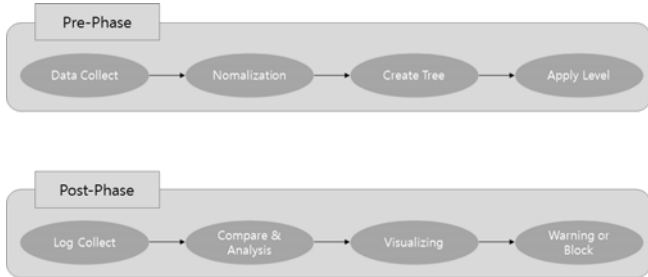 Pre-Phase
Data Collect
Nomalization
Create Tree
Apply Level
Post-Phase
Log Collect
Compare &
Analysis
Visualizing
Warning or
Block